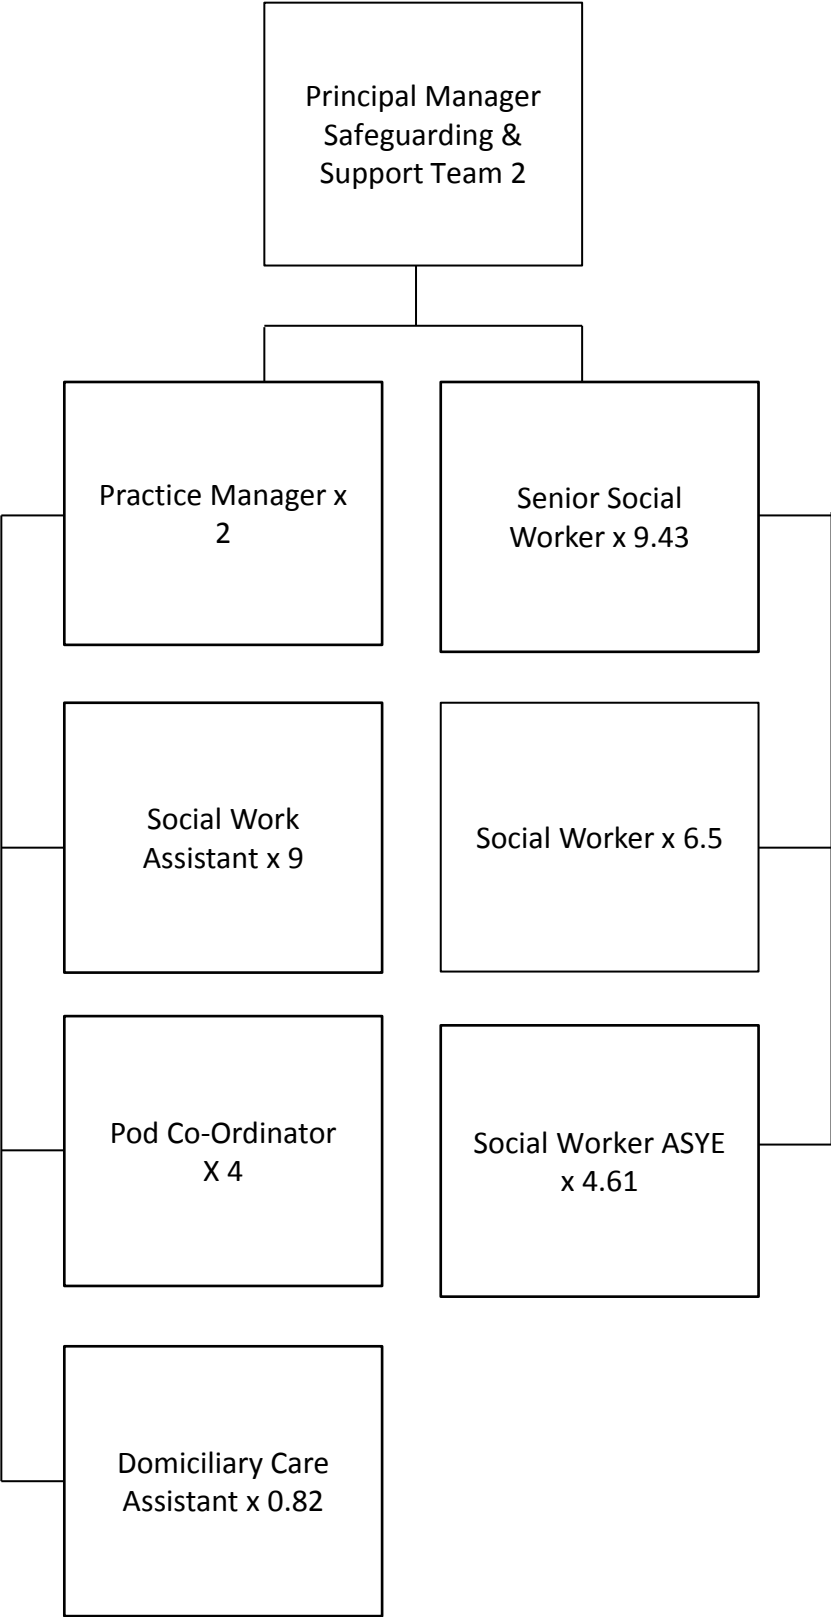 Principal Manager
Safeguarding &
Support Team 2
Practice Manager x
2
Senior Social
Worker x 9.43
Social Work
Assistant x 9
Social Worker x 6.5
Pod Co-Ordinator
X 4
Social Worker ASYE
x 4.61
Domiciliary Care
Assistant x 0.82